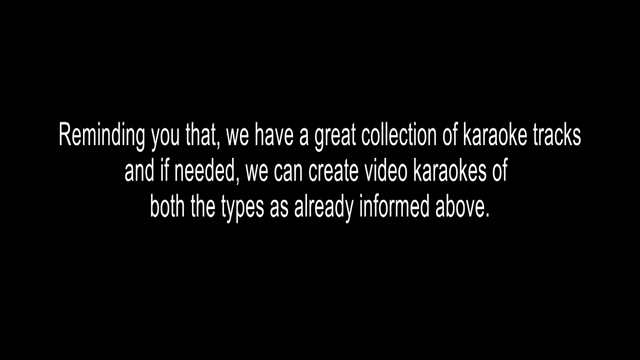 Reminding you that, we have a great collection of karaoke tracks
and if needed, we can create video karaokes of
both the types as already informed above.